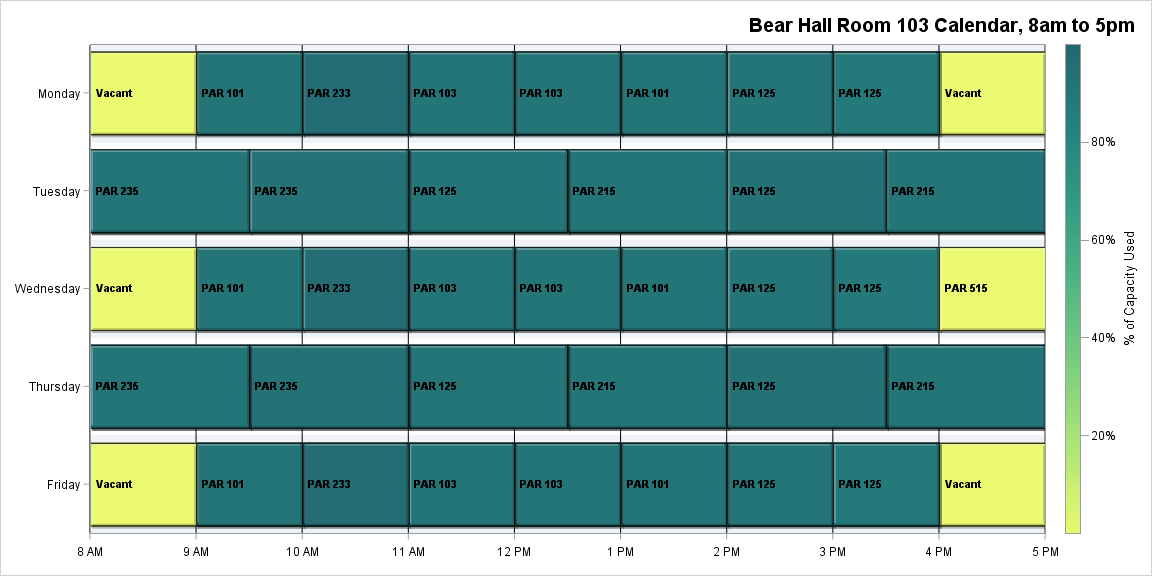 Bear Hall Room 103 Calendar, 8am to 5pm
Monday
Vacant
PAR 101
PAR 233
PAR 103
PAR 103
PAR 101
PAR 125
PAR 125
Vacant
Tuesday
PAR 235
PAR 235
PAR 125
PAR 215
PAR 125
PAR 215
Wednesday
Vacant
PAR 101
PAR 233
PAR 103
PAR 103
PAR 101
PAR 125
PAR 125
PAR 515
Thursday
PAR 235
PAR 235
PAR 125
PAR 215
PAR 125
PAR 215
Friday
Vacant
PAR 101
PAR 233
PAR 103
PAR 103
PAR 101
PAR 125
PAR 125
Vacant
8 AM
9 AM
10 AM
11 AM
12 PM
1 PM
2 PM
3 PM
4 PM
5 PM
80%
60%
40%
20%
% of Capacity Used